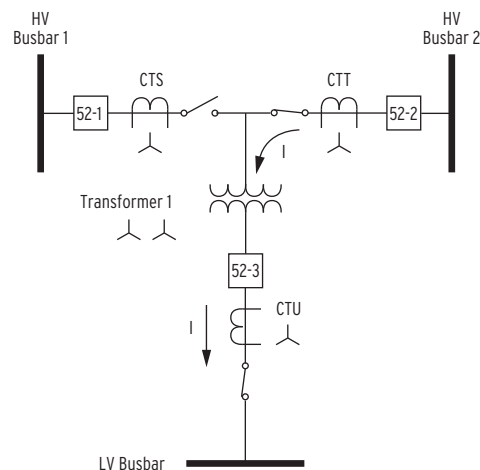 HV
Busbar 1
HV
Busbar 2
CTS
CTT
52-1
52-2
I
Transformer 1
52-3
I
CTU
LV Busbar